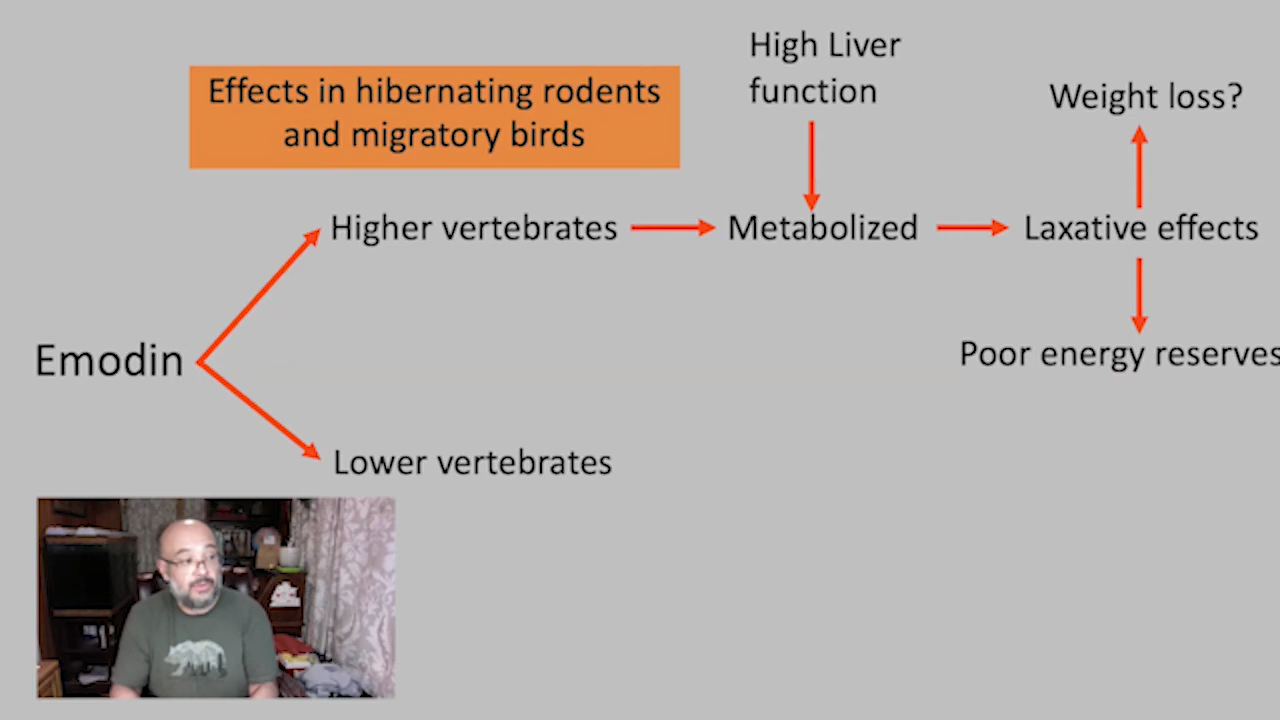 High Liver
function
Effects in hibernating rodents
and migratory birds
Weight loss?
Higher vertebrates
Metabolized
Laxative effects
Emodin
Poor energy reserves
Lower vertebrates